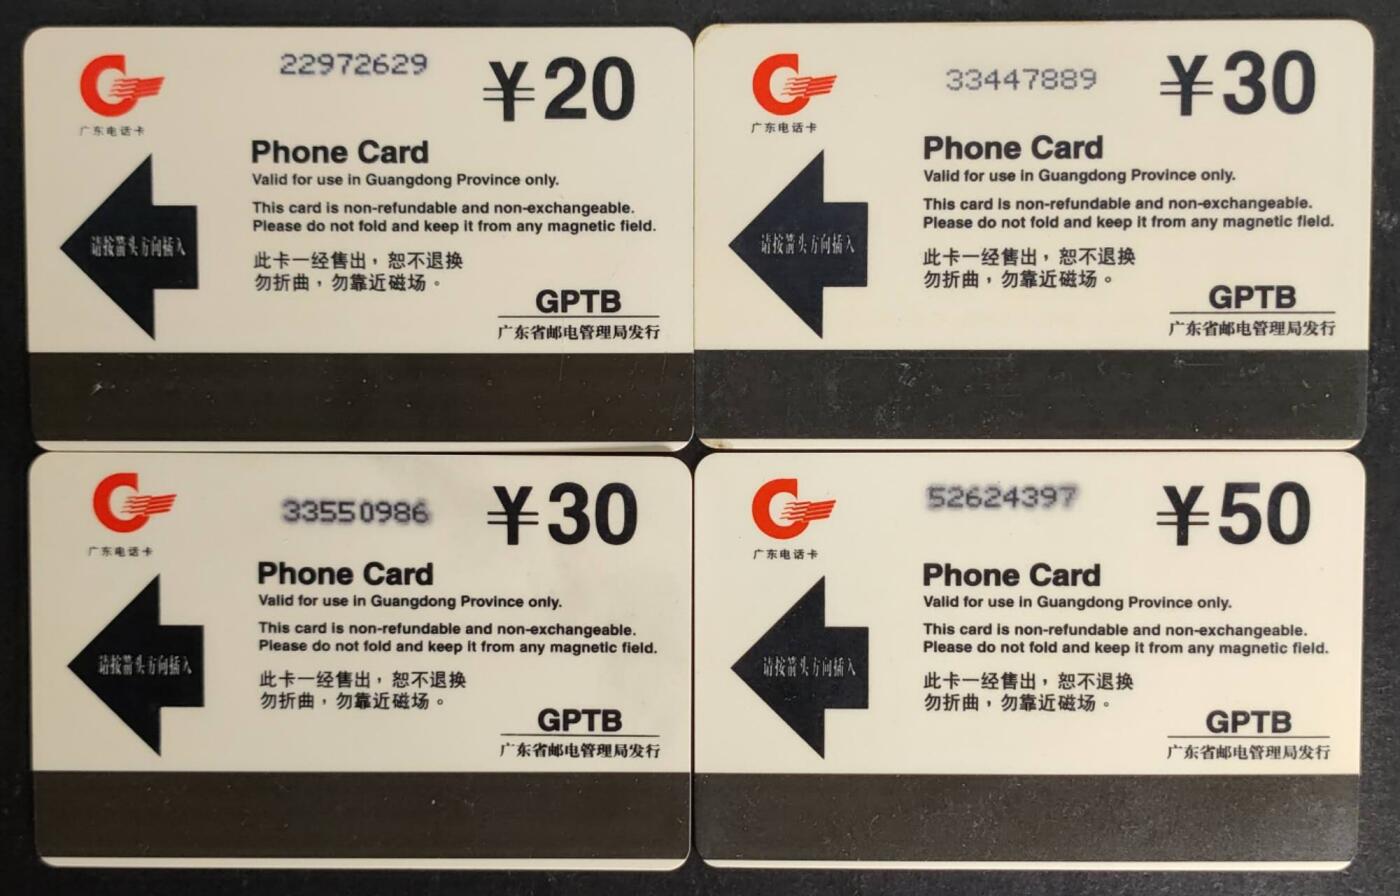 22972629
¥20
广东电话卡
Phone Card
Valid for use in Guangdong Province only.
This card is non-refundable and non-exchangeable.
Please do not fold and keep it from any magnetic field.
请按箭头方向插入
此卡一经售出，恕不退换
勿折曲，勿靠近磁场。
GPTB
广东省邮电管理局发行
33447889
¥30
广东电话卡
Phone Card
Valid for use in Guangdong Province only.
This card is non-refundable and non-exchangeable.
Please do not fold and keep it from any magnetic field.
请按箭头方向插入
此卡一经售出，恕不退换
勿折曲，勿靠近磁场。
GPTB
广东省邮电管理局发行
33550986
¥30
广东电话卡
Phone Card
Valid for use in Guangdong Province only.
This card is non-refundable and non-exchangeable.
Please do not fold and keep it from any magnetic field.
请按箭头方向插入
此卡一经售出，恕不退换
勿折曲，勿靠近磁场。
GPTB
广东省邮电管理局发行
52624397
¥50
广东电话卡
Phone Card
Valid for use in Guangdong Province only.
This card is non-refundable and non-exchangeable.
Please do not fold and keep it from any magnetic field.
请按箭头方向插入
此卡一经售出，恕不退换
勿折曲，勿靠近磁场。
GPTB
广东省邮电管理局发行